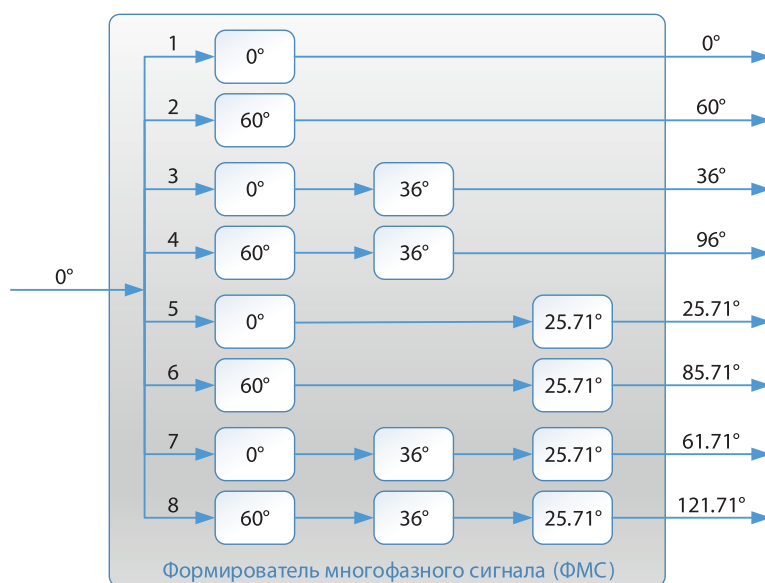 1 0° 0°
2 60° 60°
3 0° 36° 36°
4 60° 36° 96°
0°
5 0° 25.71° 25.71°
6 60° 25.71° 85.71°
7 0° 36° 25.71° 61.71°
8 60° 36° 25.71° 121.71°
Формирователь многофазного сигнала (ФМС)